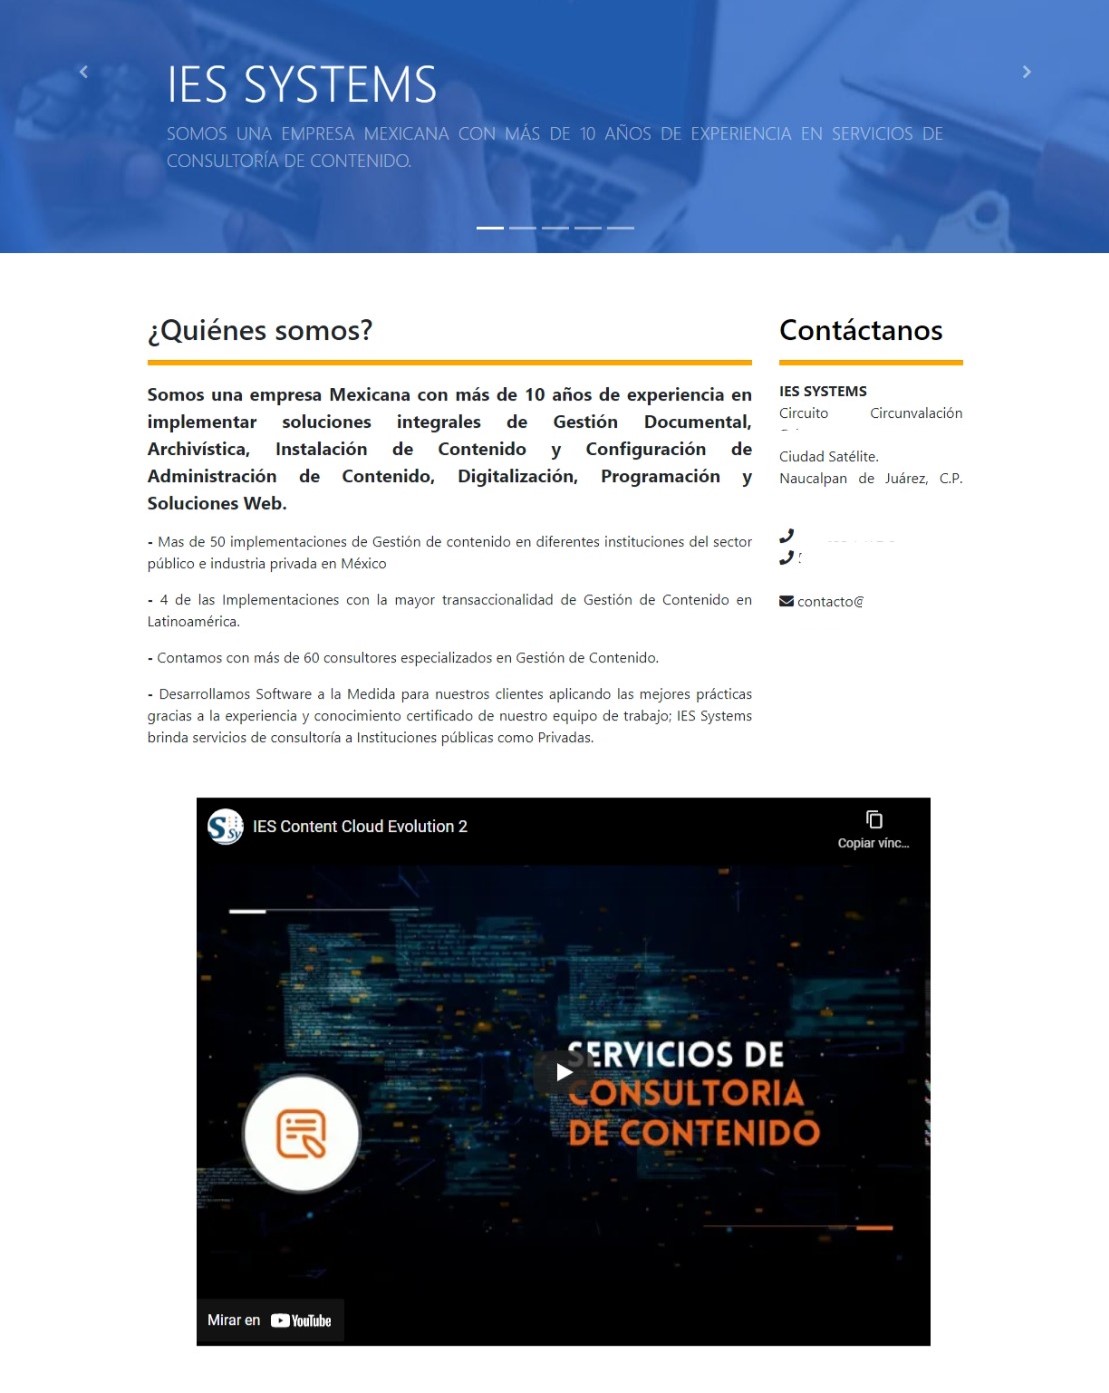 IES SYSTEMS
SOMOS UNA EMPRESA MEXICANA CON MÁS DE 10 AÑOS DE EXPERIENCIA EN SERVICIOS DE
CONSULTORÍA DE CONTENIDO.
¿Quiénes somos?
Somos una empresa Mexicana con más de 10 años de experiencia en
implementar soluciones integrales de Gestión Documental,
Archivística, Instalación de Contenido y Configuración de
Administración de Contenido, Digitalización, Programación y
Soluciones Web.
- Mas de 50 implementaciones de Gestión de contenido en diferentes instituciones del sector
público e industria privada en México
- 4 de las Implementaciones con la mayor transaccionalidad de Gestión de Contenido en
Latinoamérica.
- Contamos con más de 60 consultores especializados en Gestión de Contenido.
- Desarrollamos Software a la Medida para nuestros clientes aplicando las mejores prácticas
gracias a la experiencia y conocimiento certificado de nuestro equipo de trabajo; IES Systems
brinda servicios de consultoría a Instituciones públicas como Privadas.
Contáctanos
IES SYSTEMS
Circuito Circunvalación
Ciudad Satélite.
Naucalpan de Juárez, C.P.
contacto@
S Sy
IES Content Cloud Evolution 2
Copiar vínc...
SERVICIOS DE
CONSULTORIA
DE CONTENIDO
Mirar en YouTube